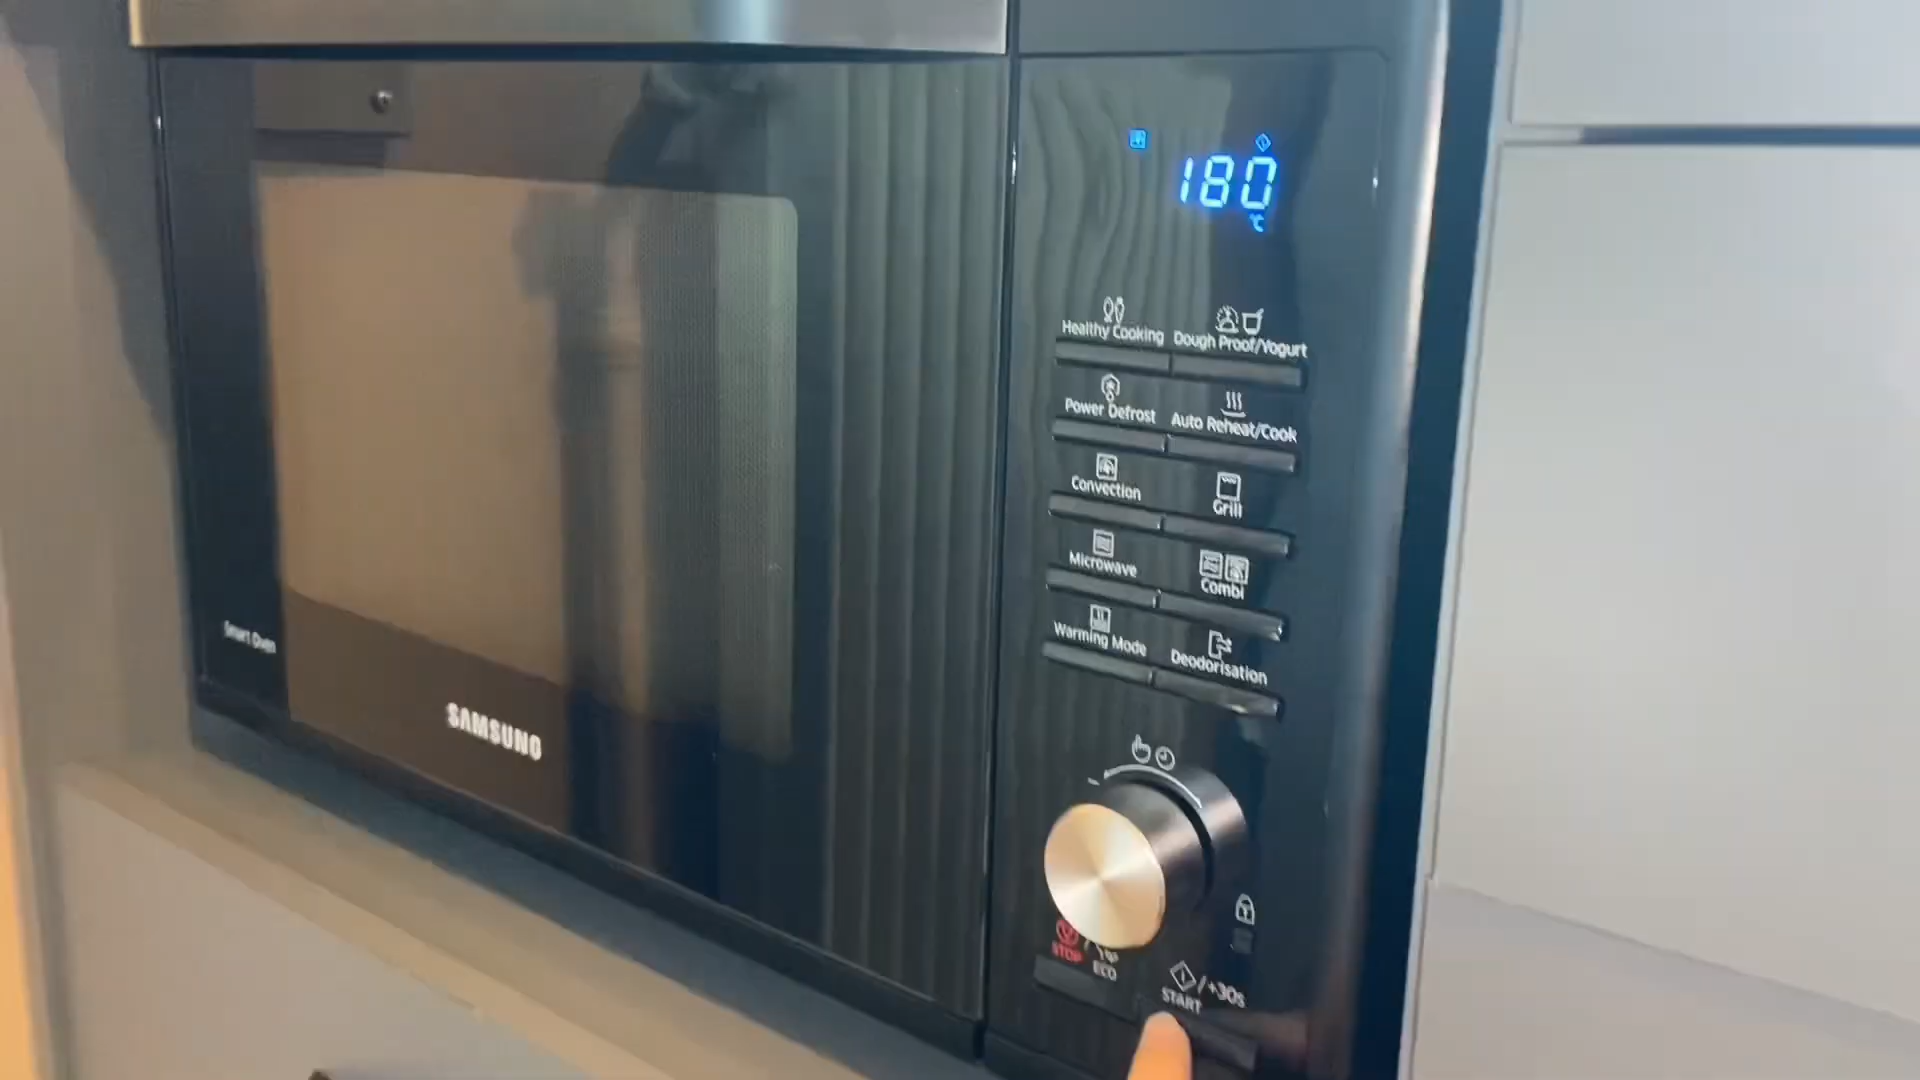 180
°C
Healthy Cooking
Dough Proof/Yogurt
Power Defrost
Auto Reheat/Cook
Convection
Grill
Microwave
Combi
Warming Mode
Deodorisation
Smart Oven
SAMSUNG
STOP
ECO
/+30s
START